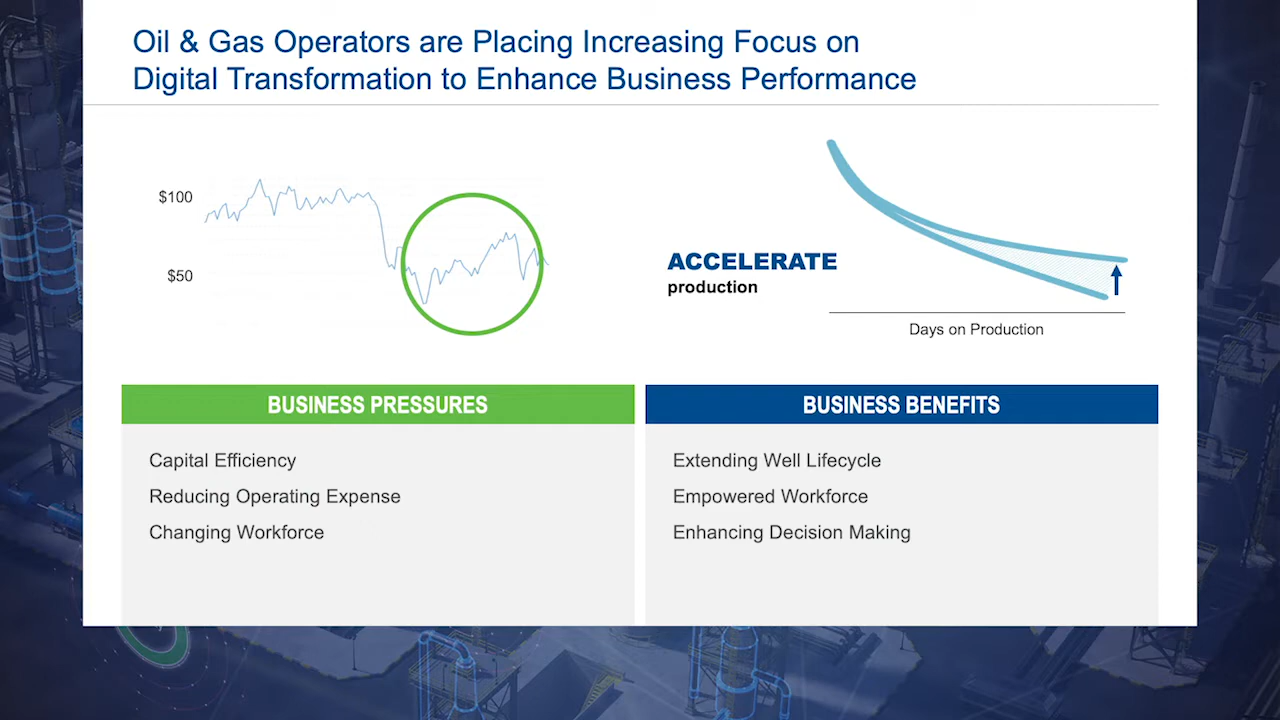 Oil & Gas Operators are Placing Increasing Focus on
Digital Transformation to Enhance Business Performance
$100
$50
ACCELERATE
production
Days on Production
BUSINESS PRESSURES
Capital Efficiency
Reducing Operating Expense
Changing Workforce
BUSINESS BENEFITS
Extending Well Lifecycle
Empowered Workforce
Enhancing Decision Making